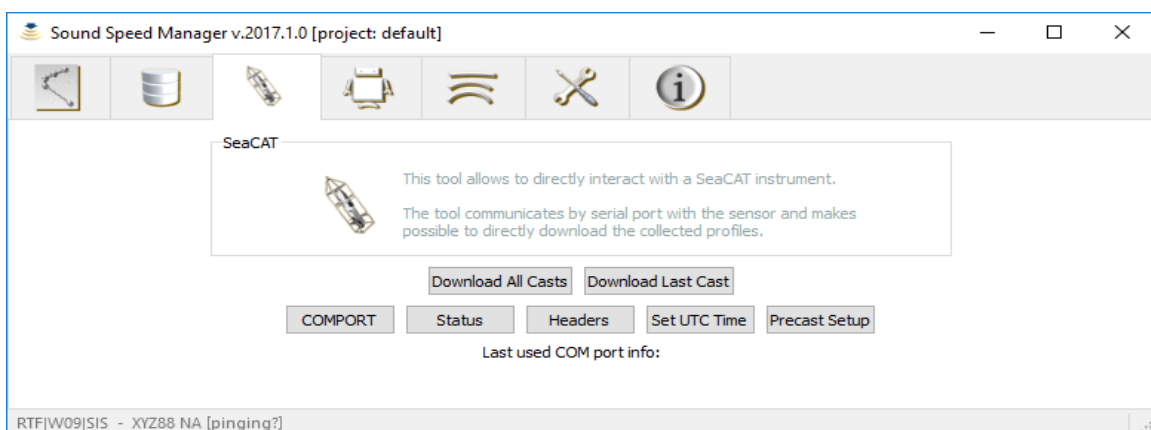 Sound Speed Manager v.2017.1.0 [project: default]
SeaCAT
This tool allows to directly interact with a SeaCAT instrument.
The tool communicates by serial port with the sensor and makes
possible to directly download the collected profiles.
Download All Casts Download Last Cast
COMPORT Status Headers Set UTC Time Precast Setup
Last used COM port info:
RTF|W09|SIS - XYZ88 NA [pinging?]